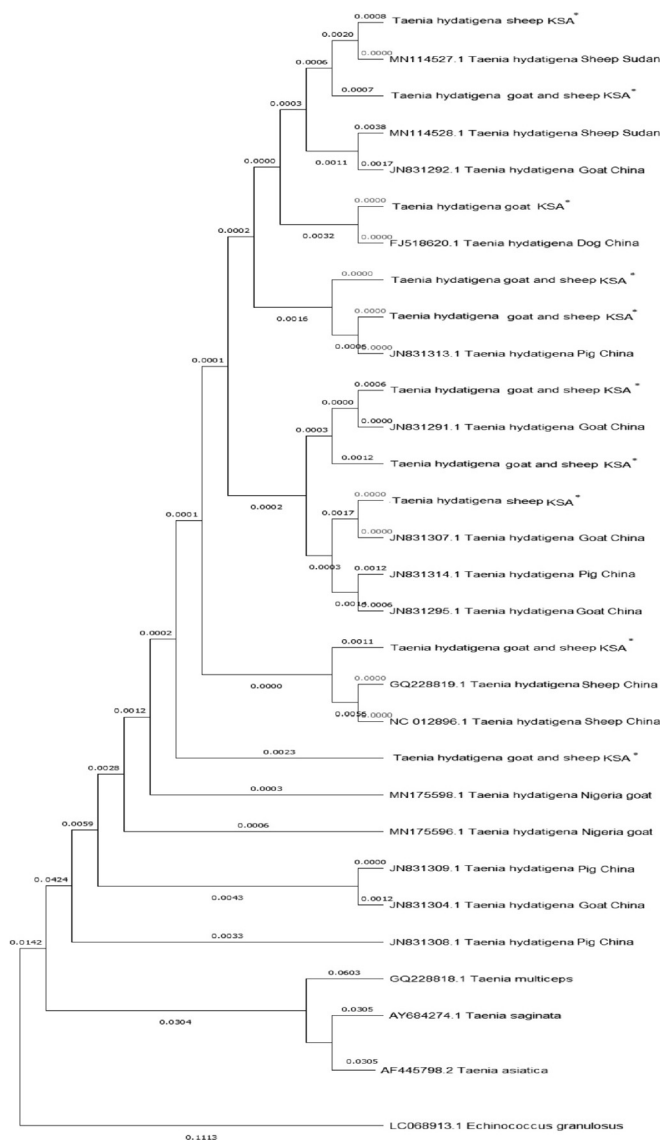 0.0008 Taenia hydatigena sheep KSA*
0.0020
0.0000 MN114527.1 Taenia hydatigena Sheep Sudan
0.0006
0.0007 Taenia hydatigena goat and sheep KSA*
0.0003
0.0038 MN114528.1 Taenia hydatigena Sheep Sudan
0.0011
0.0017 JN831292.1 Taenia hydatigena Goat China
0.0000
0.0000 Taenia hydatigena goat KSA*
0.0032
0.0000 FJ518620.1 Taenia hydatigena Dog China
0.0002
0.0000 Taenia hydatigena goat and sheep KSA*
0.0016
0.0000 Taenia hydatigena goat and sheep KSA*
0.0000 JN831313.1 Taenia hydatigena Pig China
0.0001
0.0006 Taenia hydatigena goat and sheep KSA*
0.0000
0.0000 JN831291.1 Taenia hydatigena Goat China
0.0003
0.0012 Taenia hydatigena goat and sheep KSA*
0.0002
0.0000 Taenia hydatigena sheep KSA*
0.0017
0.0001
0.0000 JN831307.1 Taenia hydatigena Goat China
0.0003
0.0012 JN831314.1 Taenia hydatigena Pig China
0.0006 JN831295.1 Taenia hydatigena Goat China
0.0002
0.0011 Taenia hydatigena goat and sheep KSA*
0.0000
0.0000 GQ228819.1 Taenia hydatigena Sheep China
0.0012
0.0000 NC 012896.1 Taenia hydatigena Sheep China
0.0023 Taenia hydatigena goat and sheep KSA*
0.0028
0.0003 MN175598.1 Taenia hydatigena Nigeria goat
0.0059
0.0006 MN175596.1 Taenia hydatigena Nigeria goat
0.0000 JN831309.1 Taenia hydatigena Pig China
0.0424
0.0043
0.0012 JN831304.1 Taenia hydatigena Goat China
0.0142
0.0033 JN831308.1 Taenia hydatigena Pig China
0.0603 GQ228818.1 Taenia multiceps
0.0304
0.0305 AY684274.1 Taenia saginata
0.0305 AF445798.2 Taenia asiatica
LC068913.1 Echinococcus granulosus
0.1113